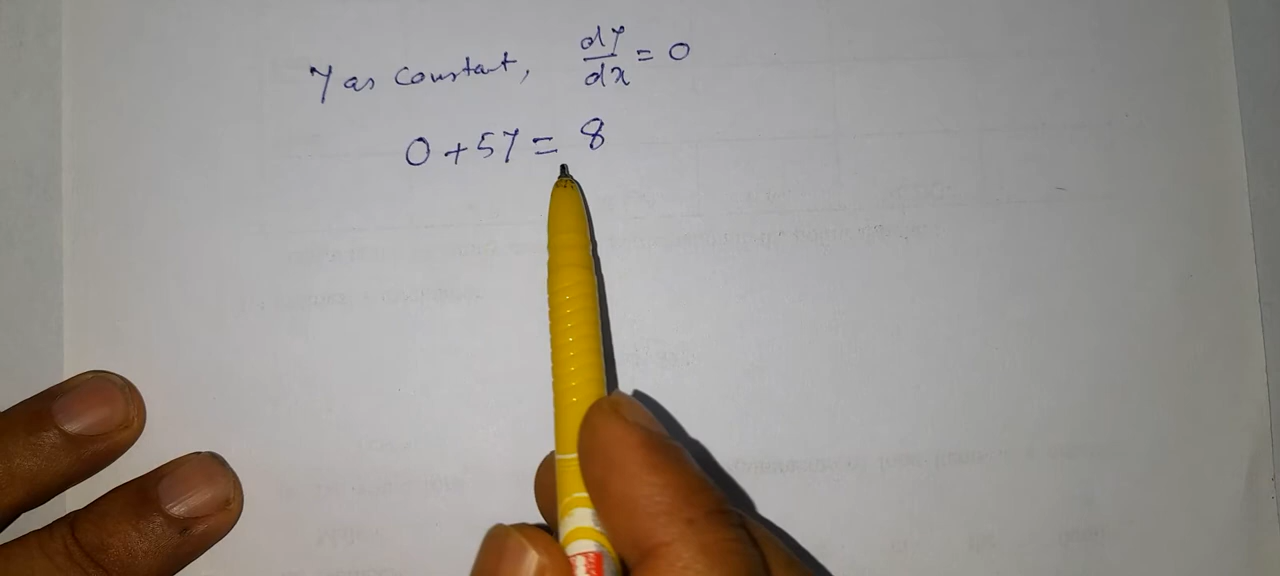 y as constant, dy/dx = 0
0 + 5y = 8